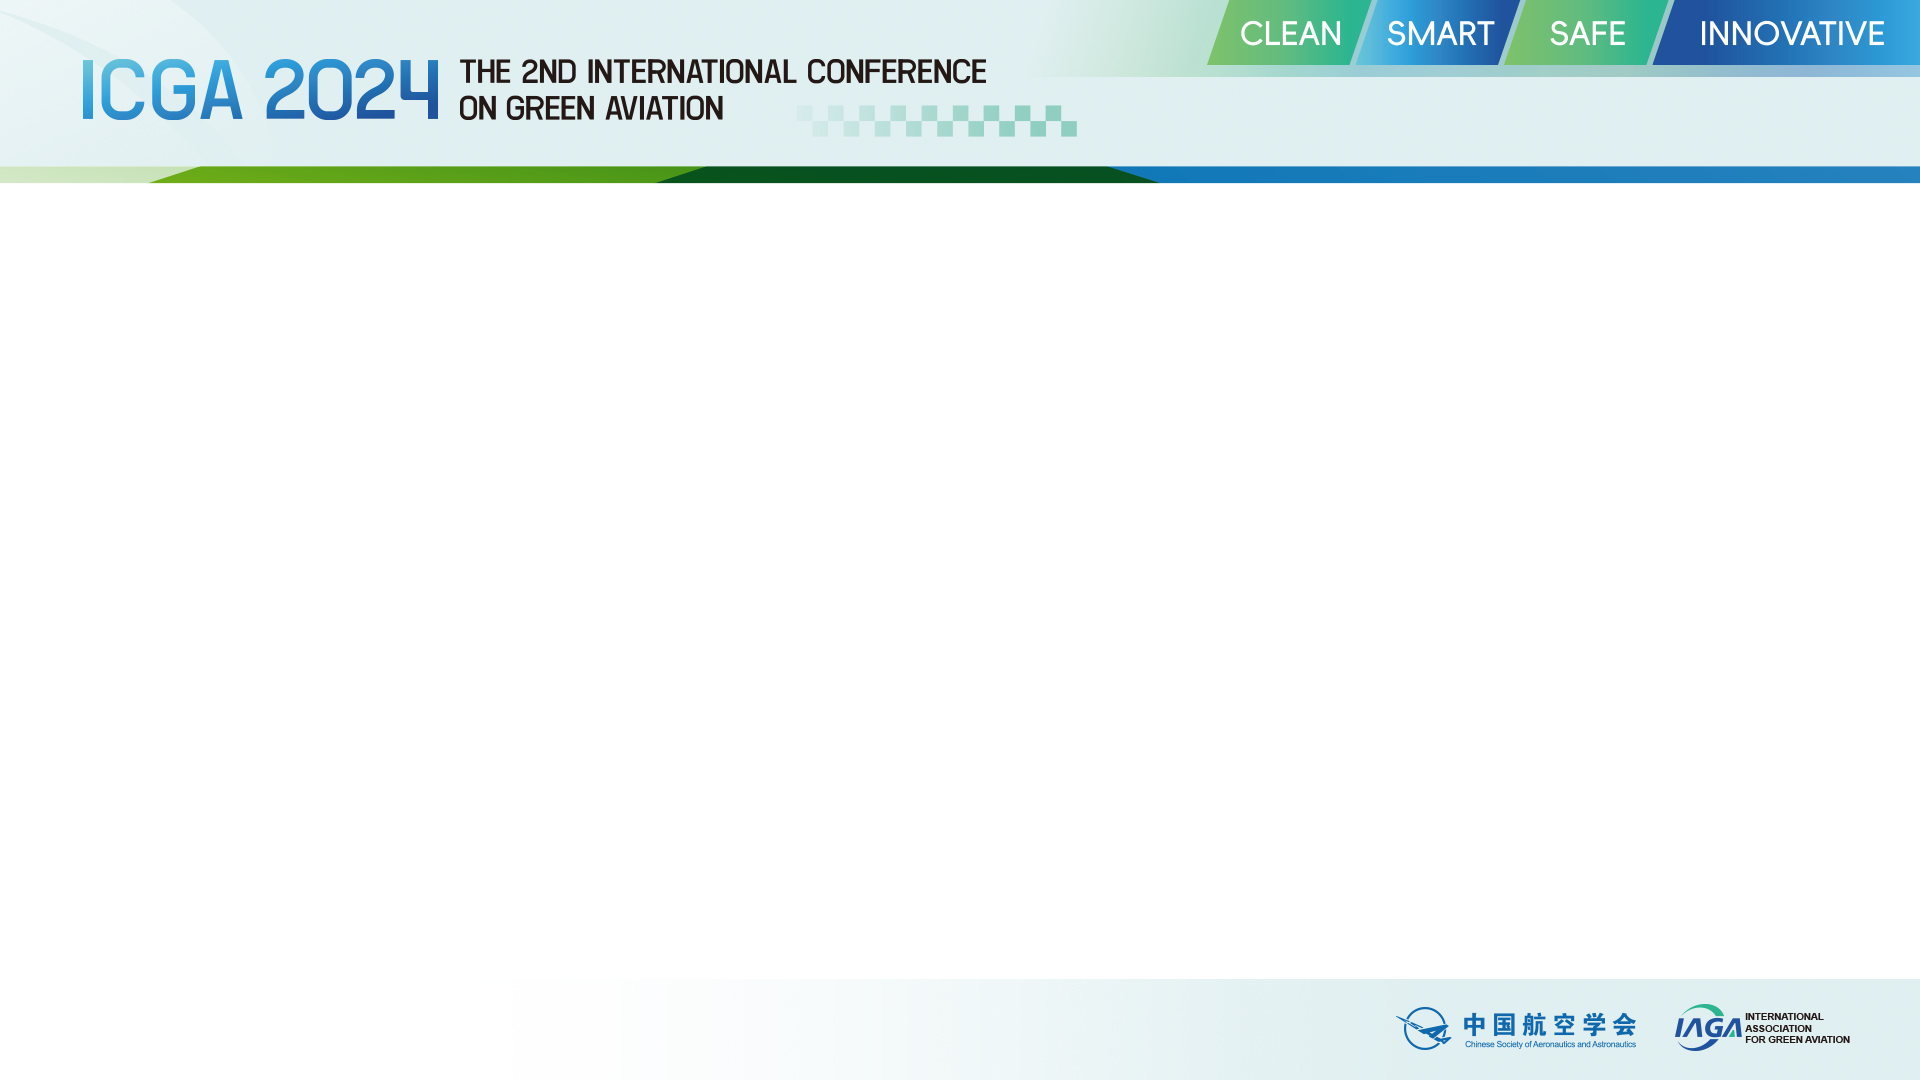 CLEAN SMART SAFE INNOVATIVE
ICGA 2024
THE 2ND INTERNATIONAL CONFERENCE
ON GREEN AVIATION
中国航空学会
Chinese Society of Aeronautics and Astronautics
IAGA
INTERNATIONAL
ASSOCIATION
FOR GREEN AVIATION